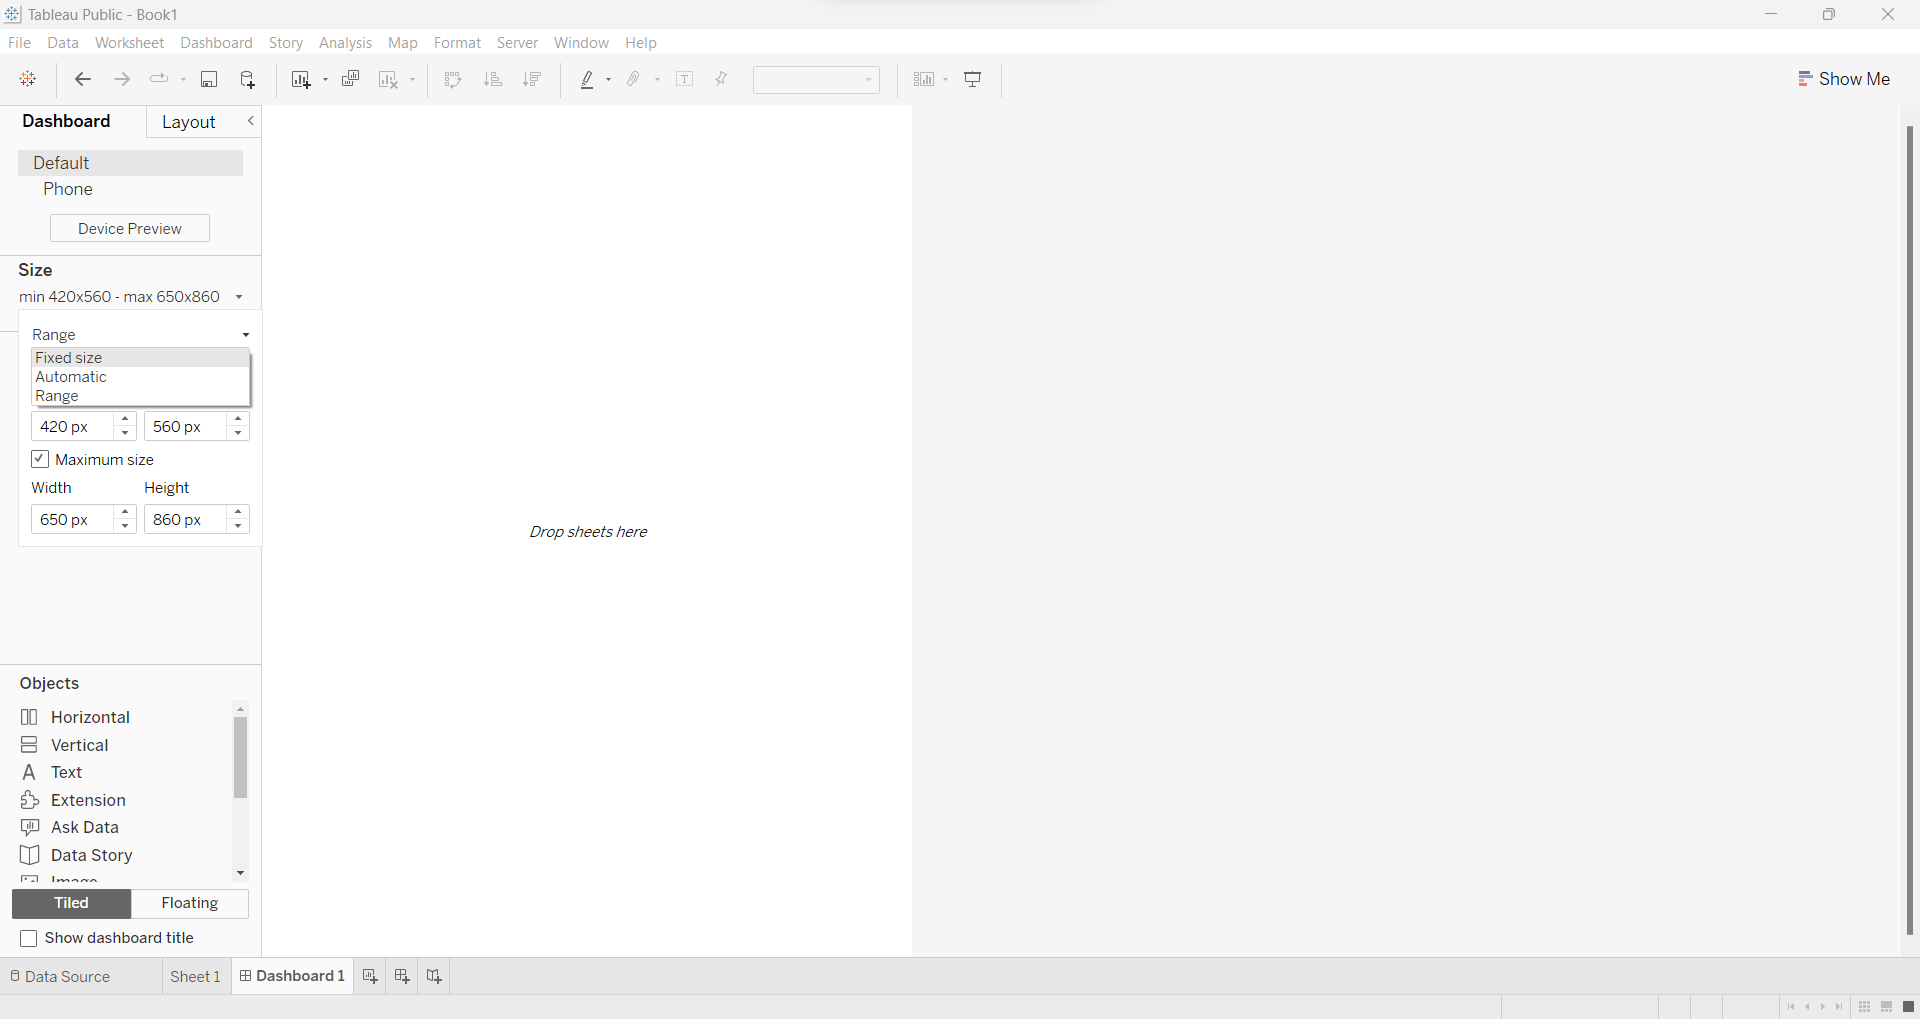 Tableau Public - Book1
File Data Worksheet Dashboard Story Analysis Map Format Server Window Help
Show Me
Dashboard Layout
Default
Phone
Device Preview
Size
min 420x560 - max 650x860
Range
Fixed size
Automatic
Range
420 px 560 px
Maximum size
Width Height
650 px 860 px
Drop sheets here
Objects
Horizontal
Vertical
Text
Extension
Ask Data
Data Story
Image
Tiled Floating
Show dashboard title
Data Source Sheet 1 Dashboard 1